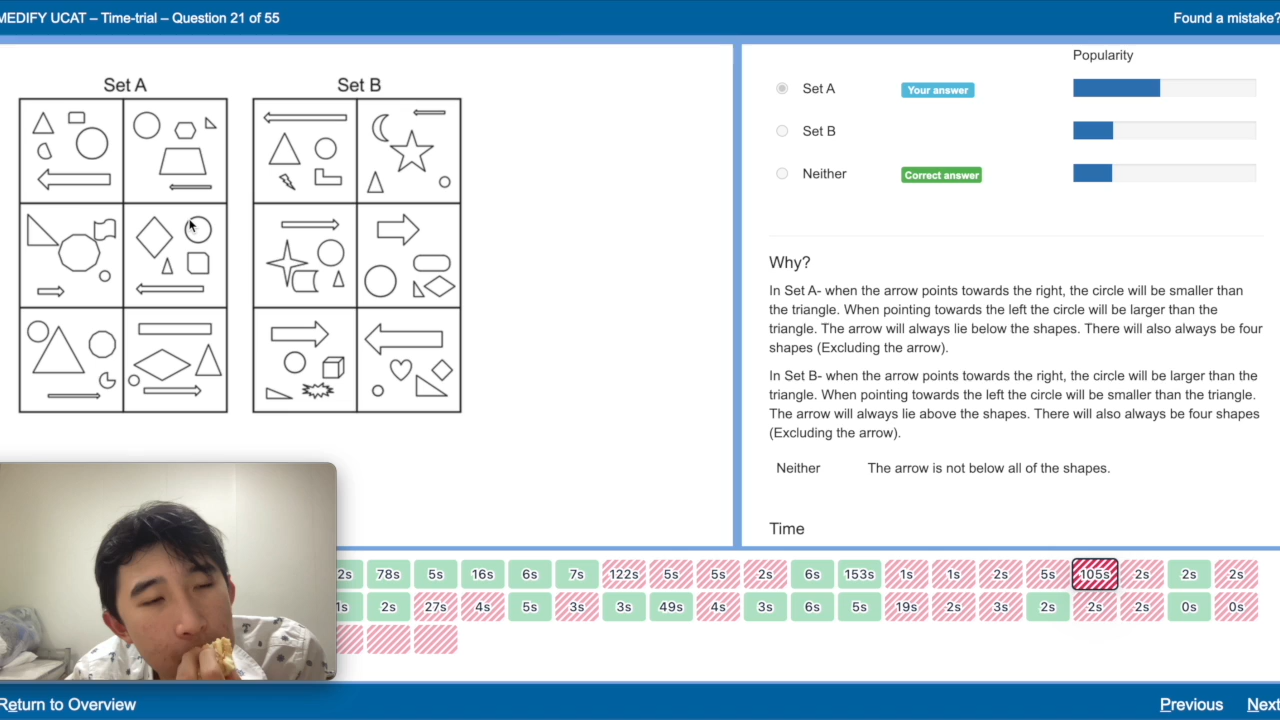 MEDIFY UCAT – Time-trial – Question 21 of 55
Found a mistake?
Set A
Set B
Popularity
Set A
Your answer
Set B
Neither
Correct answer
Why?
In Set A- when the arrow points towards the right, the circle will be smaller than
the triangle. When pointing towards the left the circle will be larger than the
triangle. The arrow will always lie below the shapes. There will also always be four
shapes (Excluding the arrow).
In Set B- when the arrow points towards the right, the circle will be larger than the
triangle. When pointing towards the left the circle will be smaller than the triangle.
The arrow will always lie above the shapes. There will also always be four shapes
(Excluding the arrow).
Neither
The arrow is not below all of the shapes.
Time
2s 78s 5s 16s 6s 7s 122s 5s 5s 2s 6s 153s 1s 1s 2s 5s 105s 2s 2s 2s
1s 2s 27s 4s 5s 3s 3s 49s 4s 3s 6s 5s 19s 2s 3s 2s 2s 2s 0s 0s
Return to Overview
Previous
Next